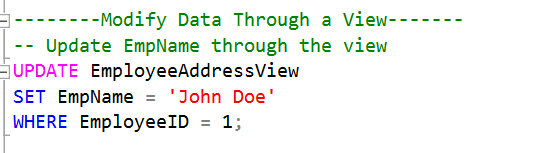 --------Modify Data Through a View-------
-- Update EmpName through the view
UPDATE EmployeeAddressView
SET EmpName = 'John Doe'
WHERE EmployeeID = 1;